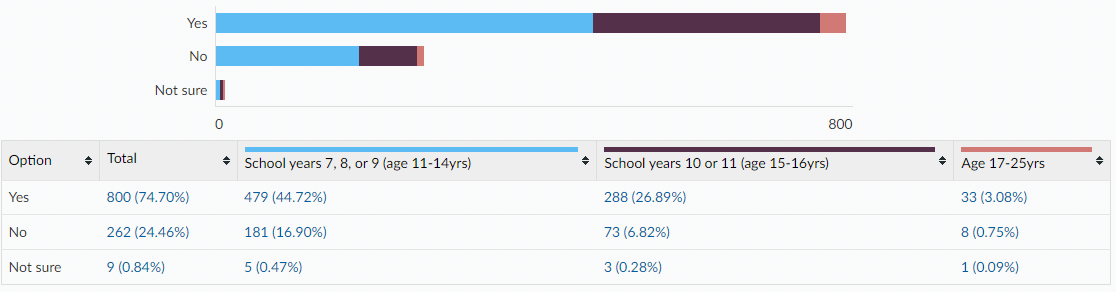 Yes
No
Not sure
0 800
Option Total School years 7, 8, or 9 (age 11-14yrs) School years 10 or 11 (age 15-16yrs) Age 17-25yrs
Yes 800 (74.70%) 479 (44.72%) 288 (26.89%) 33 (3.08%)
No 262 (24.46%) 181 (16.90%) 73 (6.82%) 8 (0.75%)
Not sure 9 (0.84%) 5 (0.47%) 3 (0.28%) 1 (0.09%)